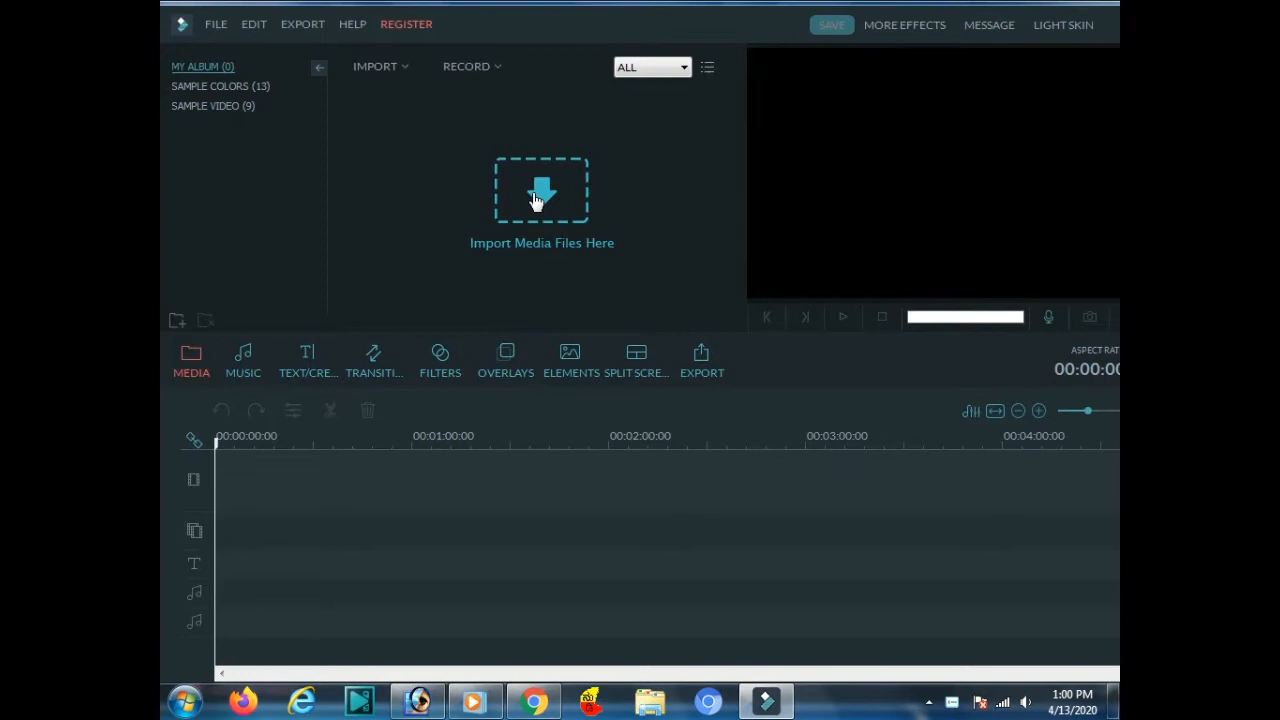 FILE EDIT EXPORT HELP REGISTER SAVE MORE EFFECTS MESSAGE LIGHT SKIN
MY ALBUM (0) IMPORT RECORD ALL
SAMPLE COLORS (13)
SAMPLE VIDEO (9)
Import Media Files Here
ASPECT RAT
MEDIA MUSIC TEXT/CRE... TRANSITI... FILTERS OVERLAYS ELEMENTS SPLIT SCRE... EXPORT 00:00:00
00:00:00:00 00:01:00:00 00:02:00:00 00:03:00:00 00:04:00:00
1:00 PM
4/13/2020